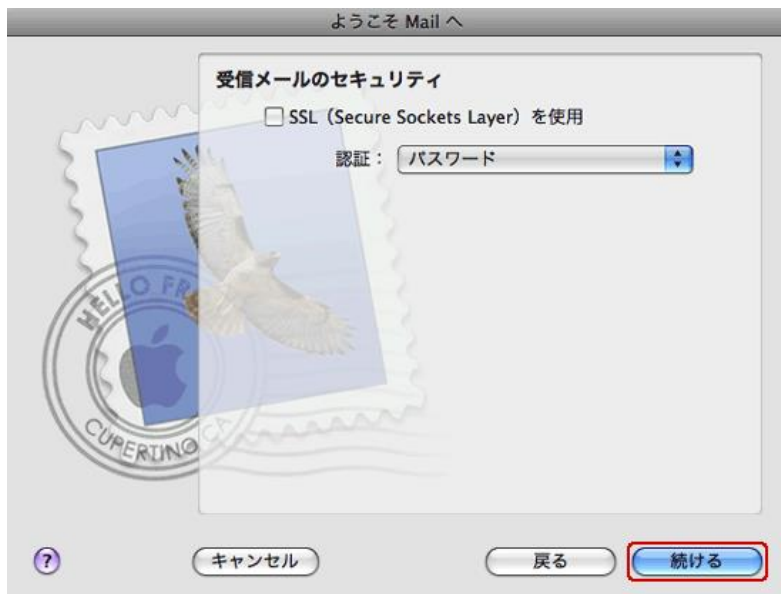 ようこそ Mail へ
受信メールのセキュリティ
SSL（Secure Sockets Layer）を使用
認証： パスワード
HELLO FR
CUPERTINO CA
? キャンセル 戻る 続ける